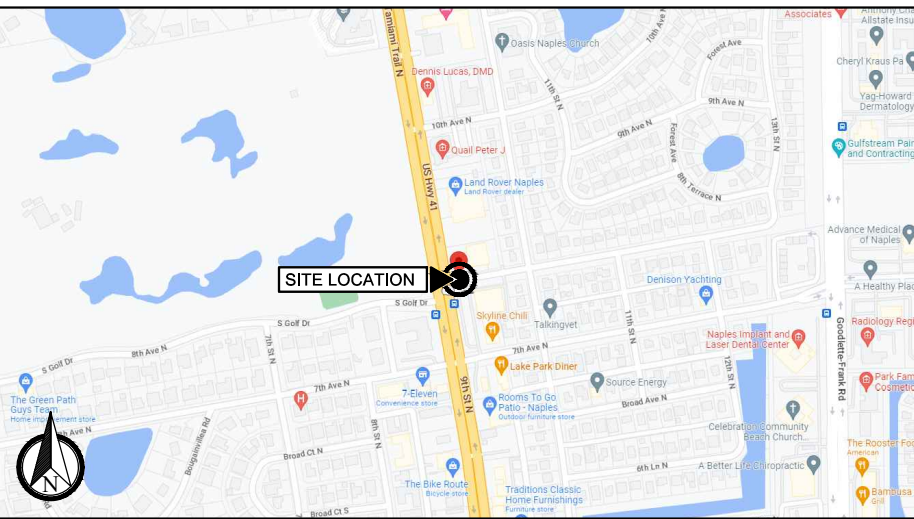 amiami Trail N
Associates
Allstate Insu
Oasis Naples Church
10th Ave N
Forest Ave
Cheryl Kraus Pa
Dennis Lucas, DMD
11th St N
Yag-Howard
Dermatology
9th Ave N
10th Ave N
9th Ave N
Forest Ave
13th St N
Quail Peter J
Gulfstream Pain
and Contracting
US Hwy 41
Land Rover Naples
Land Rover dealer
8th Terrace N
Advance Medical
of Naples
SITE LOCATION
Denison Yachting
A Healthy Plac
S Golf Dr
S Golf Dr
Skyline Chili
Talkingvet
11th St N
Goodlette-Frank Rd
Radiology Regi
7th St N
7th Ave N
Naples Implant and
Laser Dental Center
8th Ave N
S Golf Dr
Lake Park Diner
12th St N
7th Ave N
7-Eleven
Convenience store
9th St N
Source Energy
Park Fam
Cosmetic
The Green Path
Guys Team
Home improvement store
Rooms To Go
Patio - Naples
Outdoor furniture store
Broad Ave N
8th St N
Bougainvillea Rd
Celebration Community
Beach Church...
8th Ave N
Broad Ct N
The Rooster Foo
American
6th Ln N
A Better Life Chiropractic
N
The Bike Route
Bicycle store
Traditions Classic
Home Furnishings
Furniture store
Bambusa
Grill
Broad Ct S